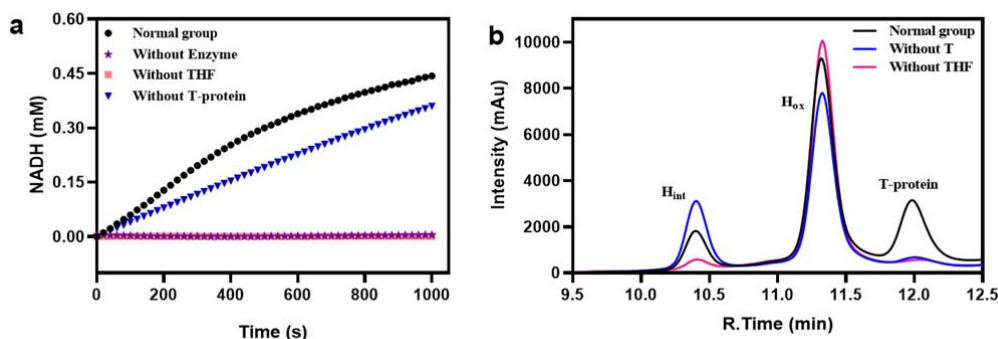 a
0.60
0.45
0.30
0.15
0.00
NADH (mM)
Normal group
Without Enzyme
Without THF
Without T-protein
0 200 400 600 800 1000
Time (s)
b
10000
8000
6000
4000
2000
0
Intensity (mAu)
Normal group
Without T
Without THF
Hox
Hint
T-protein
9.5 10.0 10.5 11.0 11.5 12.0 12.5
R.Time (min)